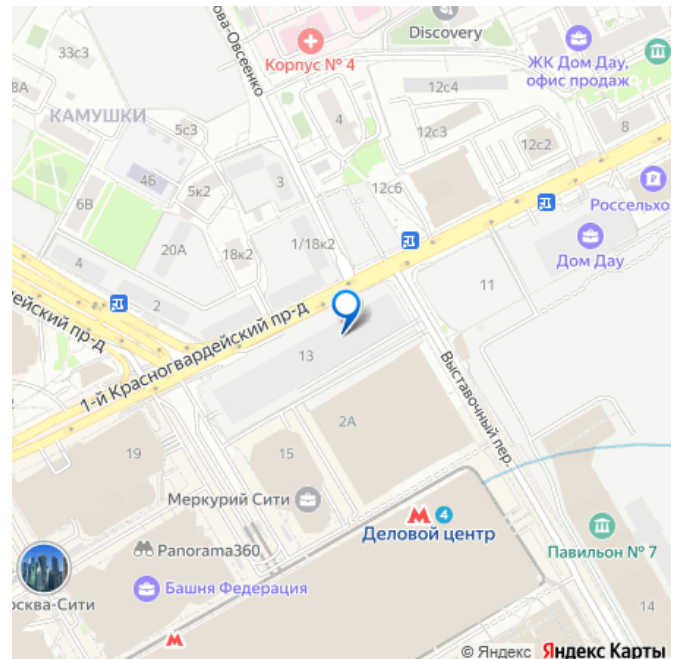 33с3
8А
КАМУШКИ
5с3
4Б
5к2
6В
20А
4
2
18к2
1/18к2
3
ова-Овсеенко
Корпус № 4
4
Discovery
12с4
12с3
12с2
12с6
ЖК Дом Дау,
офис продаж
8
Россельхо
Дом Дау
11
ейский пр-д
1-й Красногвардейский пр-д
13
2А
15
19
Выставочный пер.
Меркурий Сити
Panorama360
Башня Федерация
осква-Сити
4
Деловой центр
Павильон № 7
14
© Яндекс Яндекс Карты